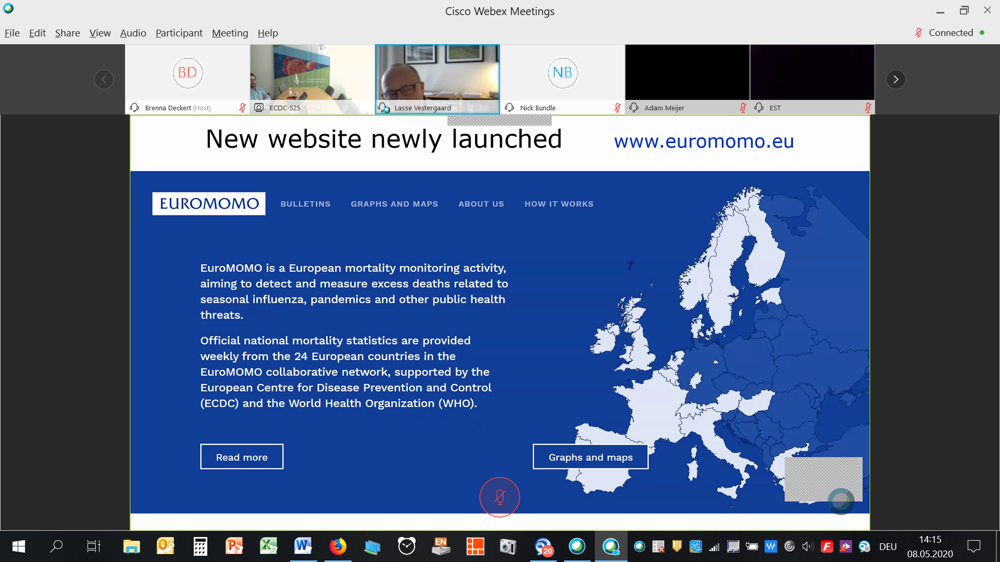 Cisco Webex Meetings
File Edit Share View Audio Participant Meeting Help
Connected
BD
NB
Brenna Deckert (Host)
ECDC-525
Lasse Vestergaard
Nick Bundle
Adam Meijer
EST
New website newly launched www.euromomo.eu
EUROMOMO BULLETINS GRAPHS AND MAPS ABOUT US HOW IT WORKS
EuroMOMO is a European mortality monitoring activity,
aiming to detect and measure excess deaths related to
seasonal influenza, pandemics and other public health
threats.
Official national mortality statistics are provided
weekly from the 24 European countries in the
EuroMOMO collaborative network, supported by the
European Centre for Disease Prevention and Control
(ECDC) and the World Health Organization (WHO).
Read more
Graphs and maps
EN
20
DEU
14:15
08.05.2020